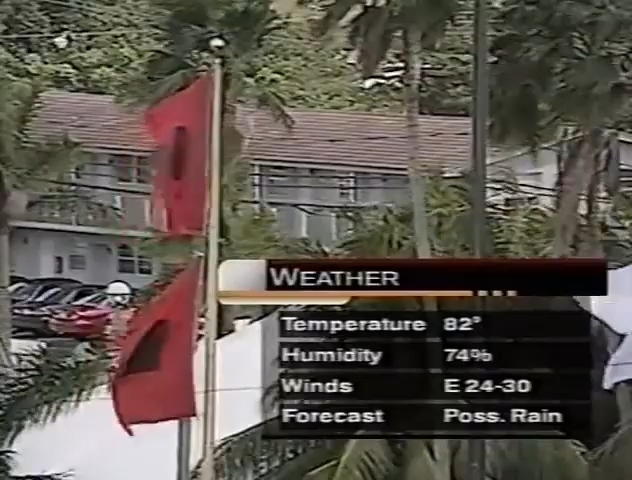 WEATHER
Temperature 82°
Humidity 74%
Winds E 24-30
Forecast Poss. Rain